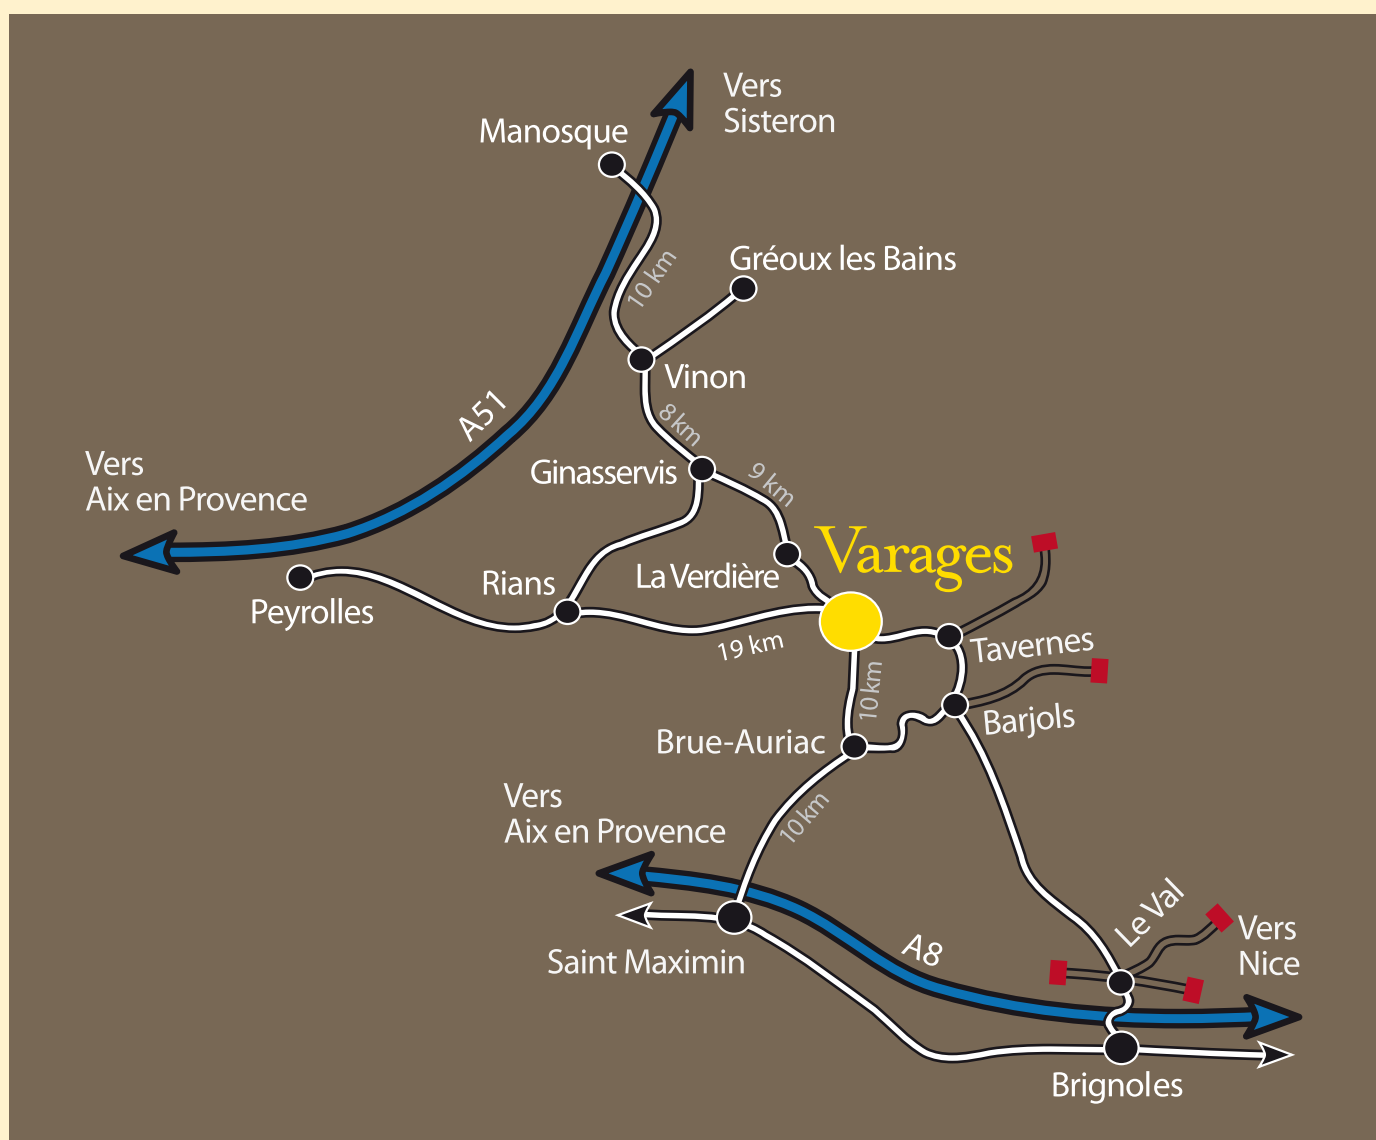 Vers
Sisteron
Manosque
Gréoux les Bains
10 km
Vinon
A51
8 km
Vers
Aix en Provence
Ginasservis
9 km
Varages
La Verdière
Rians
Peyrolles
19 km
Tavernes
10 km
Barjols
Brue-Auriac
Vers
Aix en Provence
10 km
Le Val
A8
Vers
Nice
Saint Maximin
Brignoles